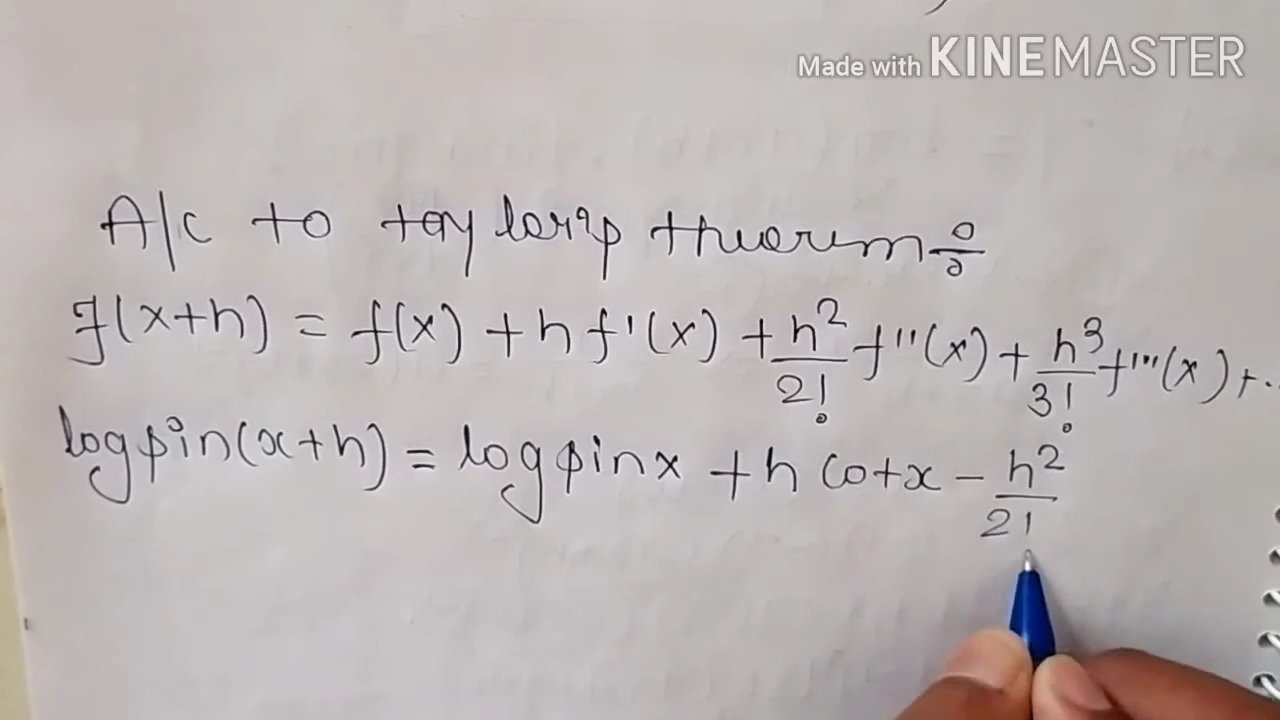 Made with KINEMASTER
A/c to taylor's theorem :-
f(x+h) = f(x) + h f'(x) + h²/2! f''(x) + h³/3! f'''(x) + ..
log sin(x+h) = log sin x + h cot x - h²/2!